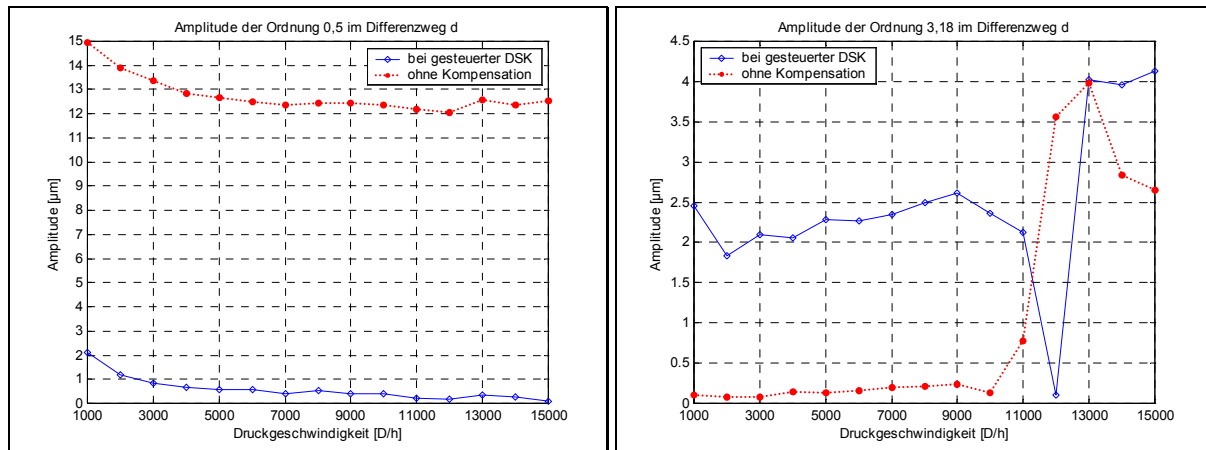 Amplitude der Ordnung 0,5 im Differenzweg d
15
14
13
12
11
10
9
8
7
6
5
4
3
2
1
0
Amplitude [µm]
bei gesteuerter DSK
ohne Kompensation
1000 3000 5000 7000 9000 11000 13000 15000
Druckgeschwindigkeit [D/h]
Amplitude der Ordnung 3,18 im Differenzweg d
4.5
4
3.5
3
2.5
2
1.5
1
0.5
0
Amplitude [µm]
bei gesteuerter DSK
ohne Kompensation
1000 3000 5000 7000 9000 11000 13000 15000
Druckgeschwindigkeit [D/h]